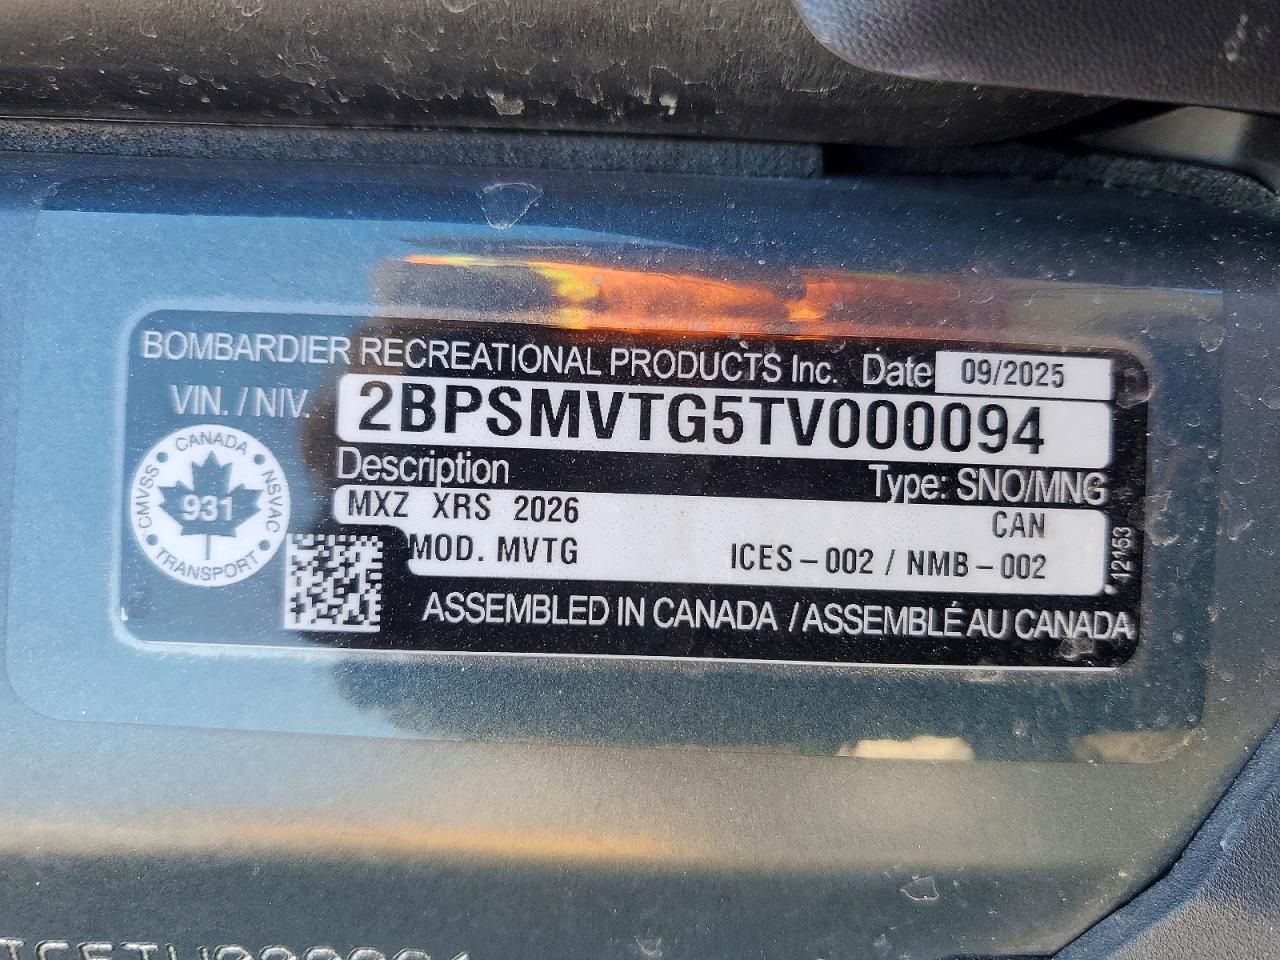 BOMBARDIER RECREATIONAL PRODUCTS Inc. Date 09/2025
VIN. / NIV. 2BPSMVTG5TV000094
Description Type: SNO/MNG
MXZ XRS 2026 CAN
MOD. MVTG ICES-002 / NMB-002
ASSEMBLED IN CANADA / ASSEMBLÉ AU CANADA
12153
CANADA
CMVSS 931 NSVAC
TRANSPORT